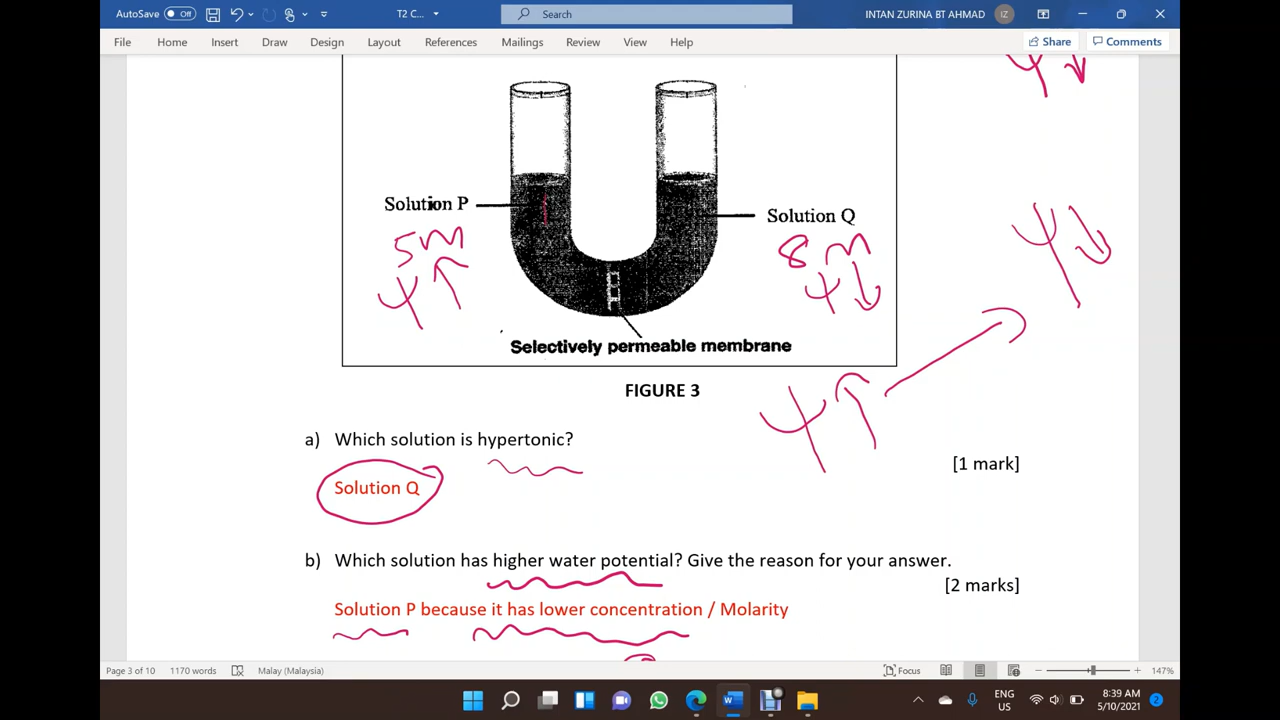 AutoSave Off T2 C... Search INTAN ZURINA BT AHMAD IZ
File Home Insert Draw Design Layout References Mailings Review View Help Share Comments
ψ↓
Solution P
Solution Q
5M
8M
ψ↑
ψ↓
ψ↓
Selectively permeable membrane
FIGURE 3
ψ↑
a) Which solution is hypertonic?
[1 mark]
Solution Q
b) Which solution has higher water potential? Give the reason for your answer.
[2 marks]
Solution P because it has lower concentration / Molarity
Page 3 of 10 1170 words Malay (Malaysia) Focus 147%
ENG
US
8:39 AM
5/10/2021
2